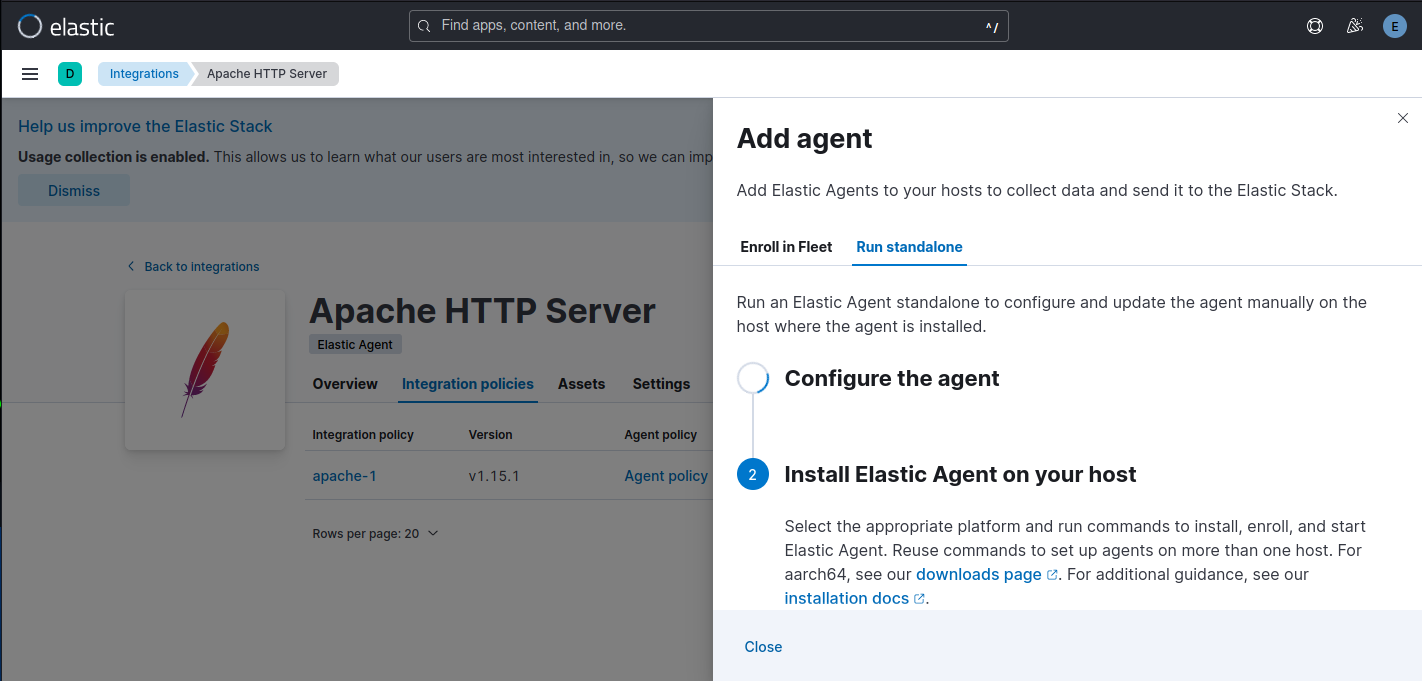 elastic
Find apps, content, and more.
^/
E
D
Integrations
Apache HTTP Server
Help us improve the Elastic Stack
Usage collection is enabled. This allows us to learn what our users are most interested in, so we can imp
Dismiss
Back to integrations
Apache HTTP Server
Elastic Agent
Overview
Integration policies
Assets
Settings
Integration policy
Version
Agent policy
apache-1
v1.15.1
Agent policy
Rows per page: 20
Add agent
Add Elastic Agents to your hosts to collect data and send it to the Elastic Stack.
Enroll in Fleet
Run standalone
Run an Elastic Agent standalone to configure and update the agent manually on the
host where the agent is installed.
Configure the agent
2
Install Elastic Agent on your host
Select the appropriate platform and run commands to install, enroll, and start
Elastic Agent. Reuse commands to set up agents on more than one host. For
aarch64, see our downloads page. For additional guidance, see our
installation docs.
Close